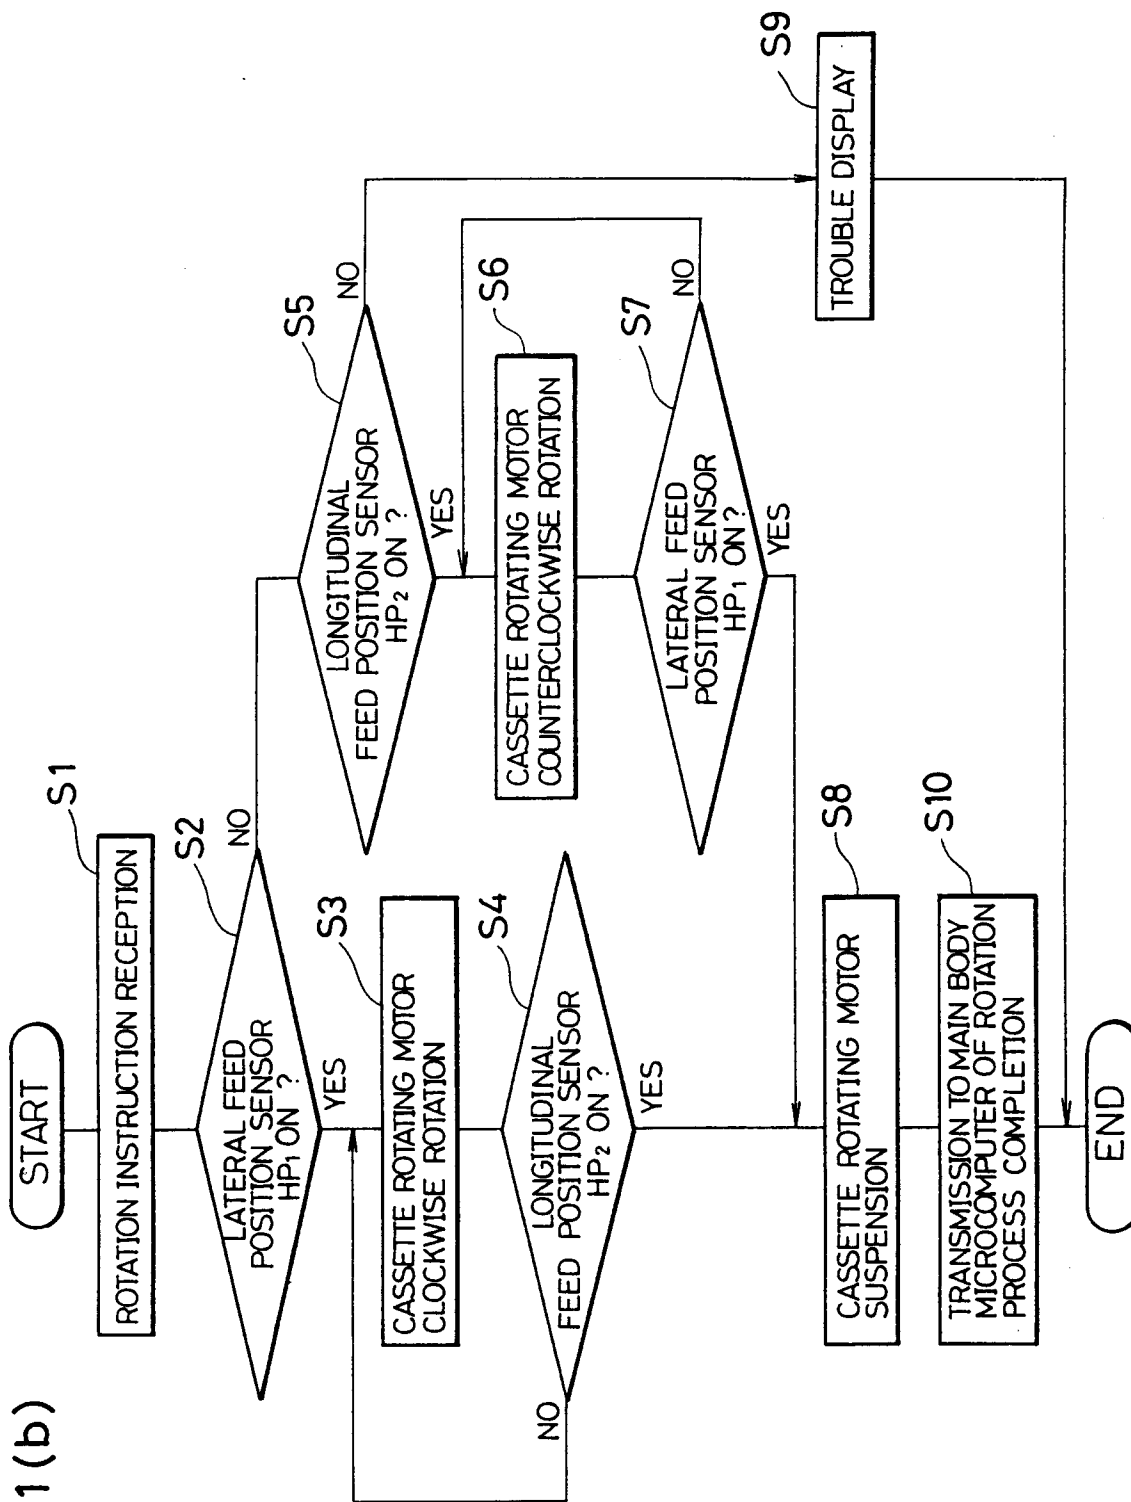 1(b)
START
S1
ROTATION INSTRUCTION RECEPTION
S2
LATERAL FEED
POSITION SENSOR
HP1 ON ?
NO
YES
S3
CASSETTE ROTATING MOTOR
CLOCKWISE ROTATION
S4
LONGITUDINAL
FEED POSITION SENSOR
HP2 ON ?
NO
YES
S5
LONGITUDINAL
FEED POSITION SENSOR
HP2 ON ?
NO
YES
S6
CASSETTE ROTATING MOTOR
COUNTERCLOCKWISE ROTATION
S7
LATERAL FEED
POSITION SENSOR
HP1 ON?
NO
YES
S8
CASSETTE ROTATING MOTOR
SUSPENSION
S9
TROUBLE DISPLAY
S10
TRANSMISSION TO MAIN BODY
MICROCOMPUTER OF ROTATION
PROCESS COMPLETION
END